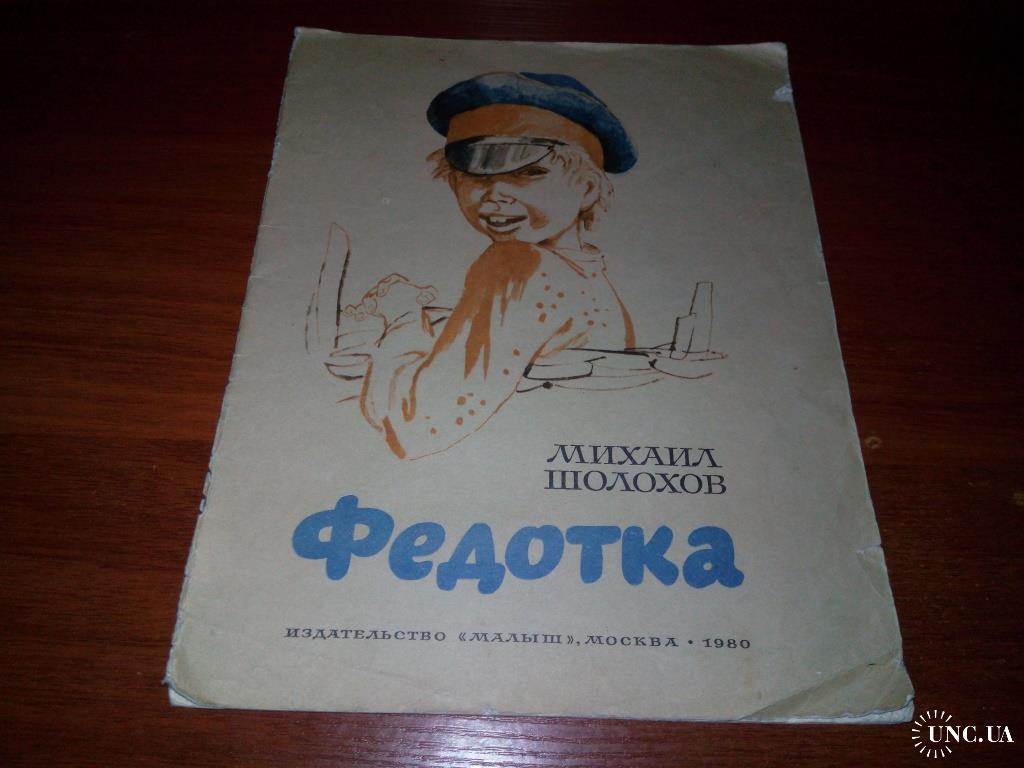 МИХАИЛ
ШОЛОХОВ
Федотка
ИЗДАТЕЛЬСТВО «МАЛЫШ», МОСКВА • 1980
UNC.UA